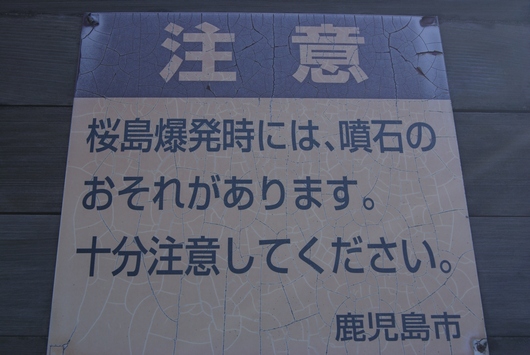 注意
桜島爆発時には、噴石の
おそれがあります。
十分注意してください。
鹿児島市